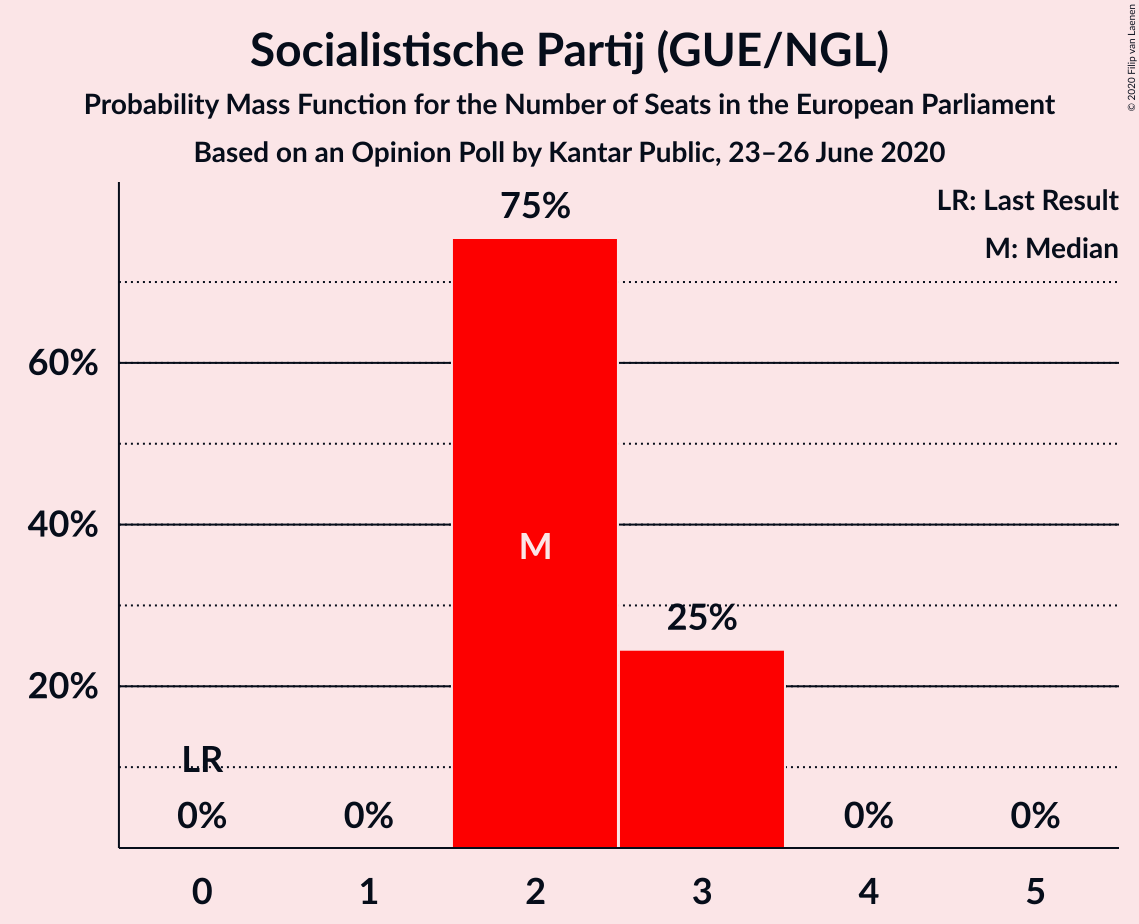 Socialistische Partij (GUE/NGL)
Probability Mass Function for the Number of Seats in the European Parliament
Based on an Opinion Poll by Kantar Public, 23–26 June 2020
© 2020 Filip van Laenen
LR: Last Result
M: Median
75%
60%
40%
M
25%
20%
LR
0%
0%
0%
0%
0
1
2
3
4
5